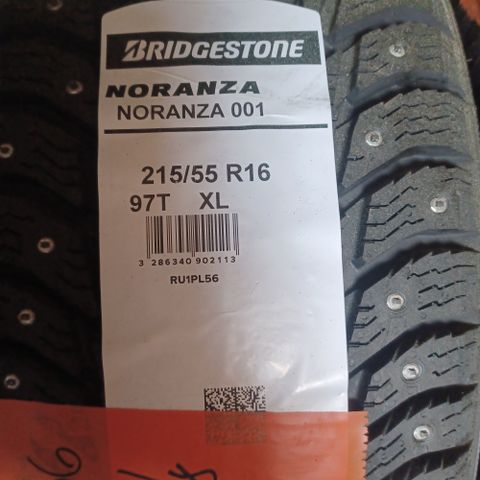 BRIDGESTONE
NORANZA
NORANZA 001
215/55 R16
97T XL
3 286340 902113
RU1PL56